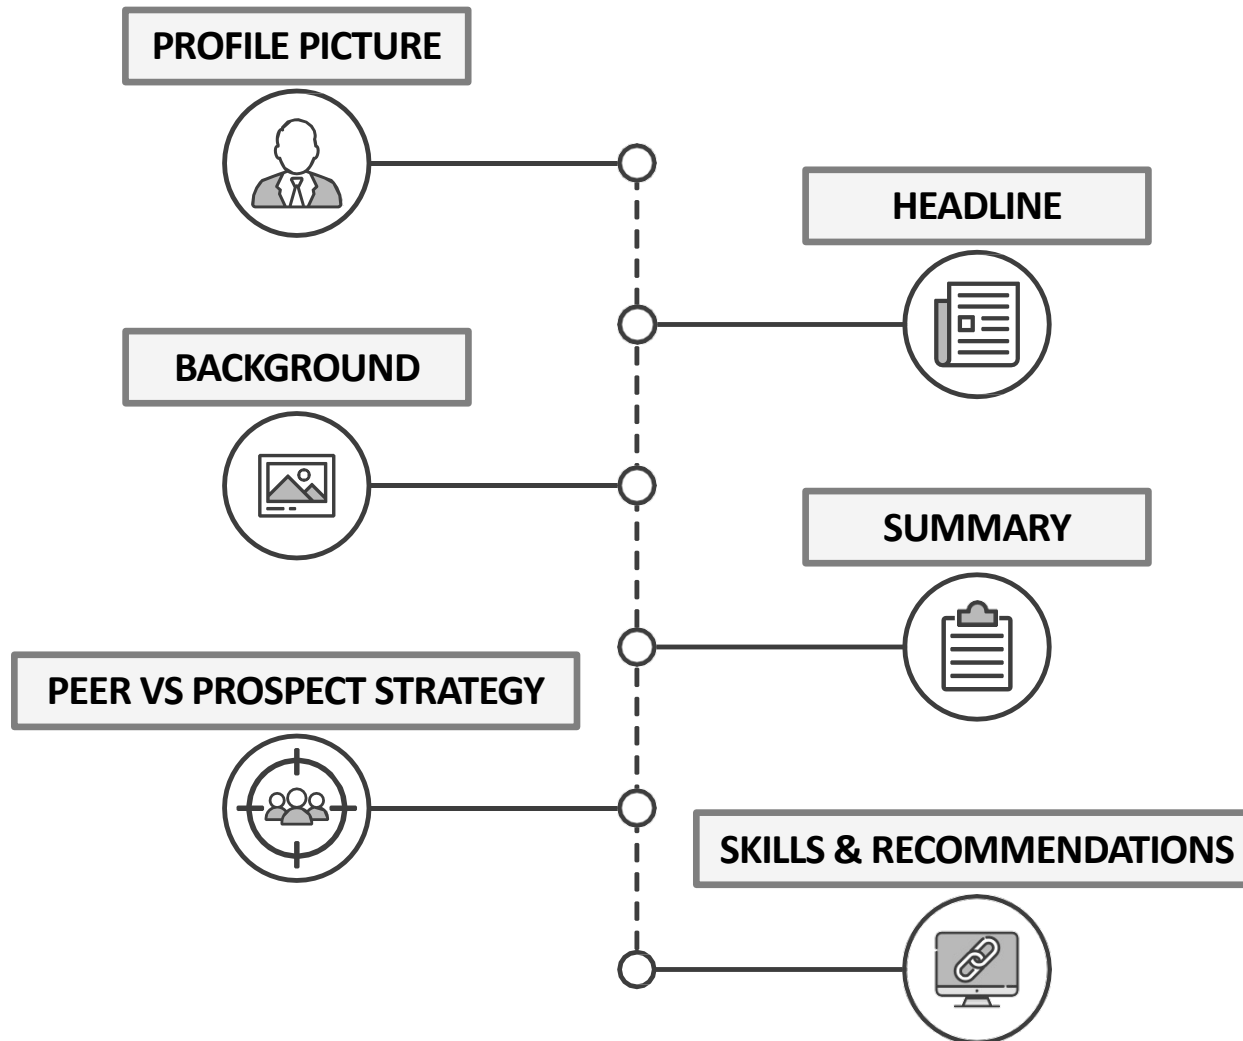 PROFILE PICTURE
HEADLINE
BACKGROUND
SUMMARY
PEER VS PROSPECT STRATEGY
SKILLS & RECOMMENDATIONS